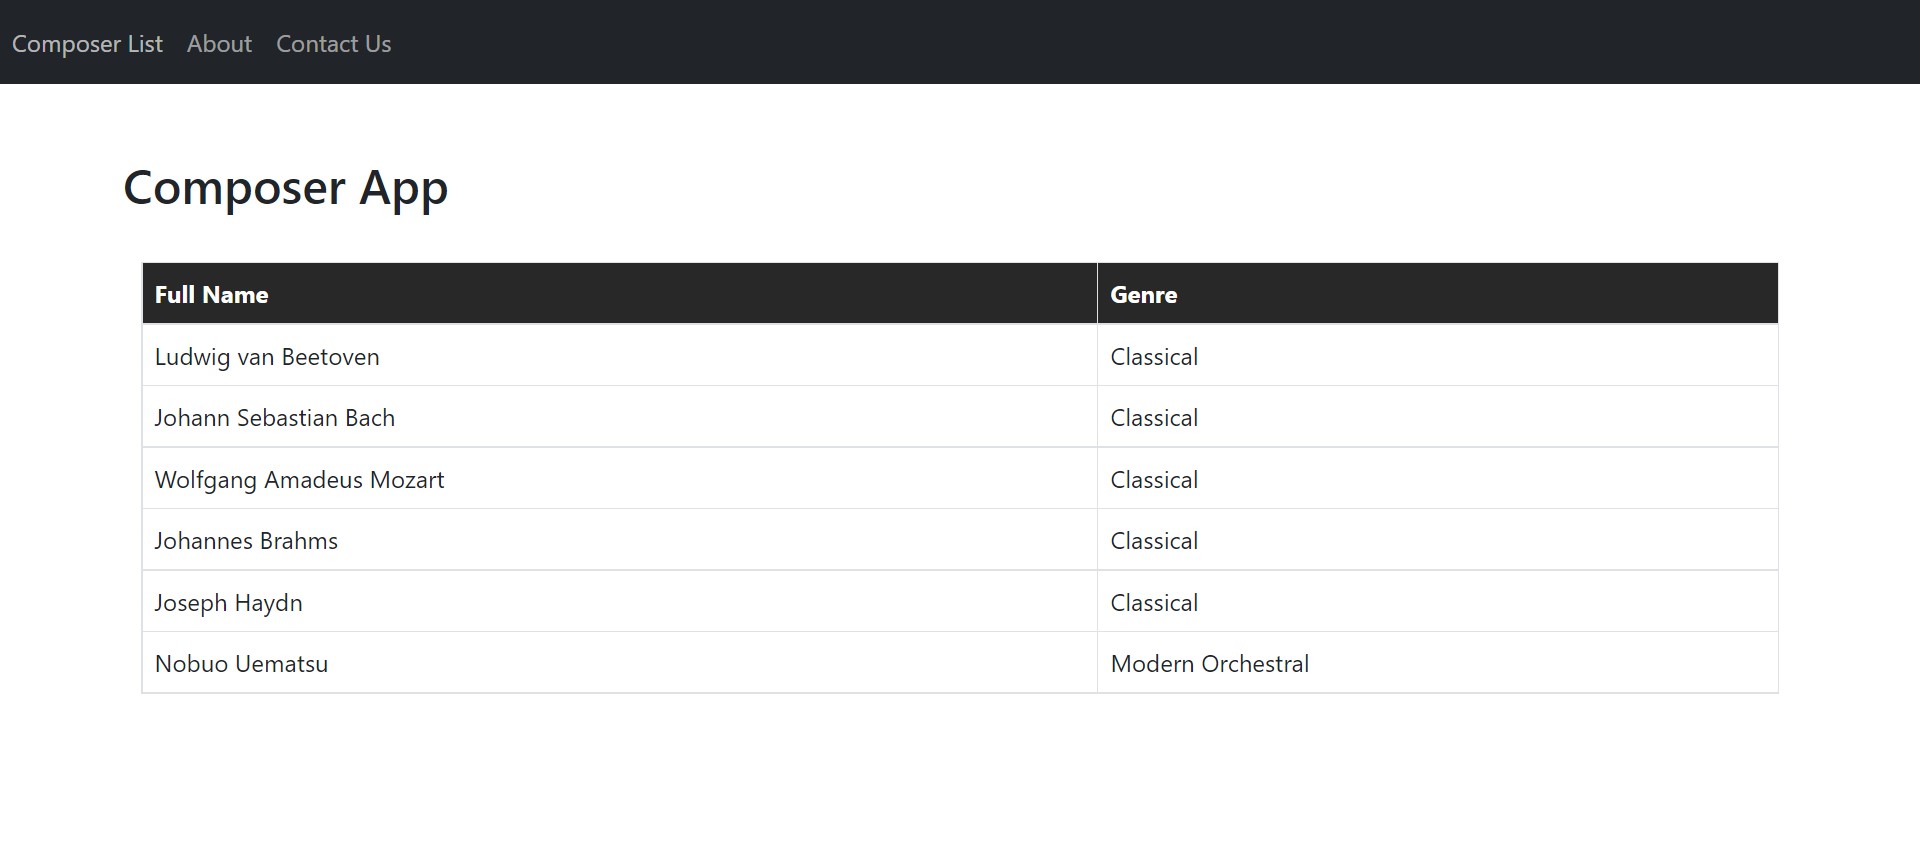 Composer List About Contact Us
Composer App
Full Name Genre
Ludwig van Beetoven Classical
Johann Sebastian Bach Classical
Wolfgang Amadeus Mozart Classical
Johannes Brahms Classical
Joseph Haydn Classical
Nobuo Uematsu Modern Orchestral